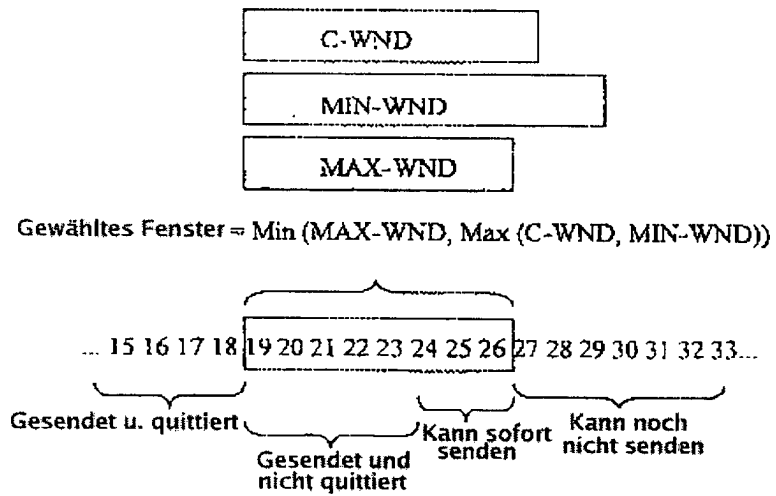 C-WND
MIN-WND
MAX-WND
Gewähltes Fenster = Min (MAX-WND, Max (C-WND, MIN-WND))
... 15 16 17 18 19 20 21 22 23 24 25 26 27 28 29 30 31 32 33...
Gesendet u. quittiert
Gesendet und
nicht quittiert
Kann sofort
senden
Kann noch
nicht senden